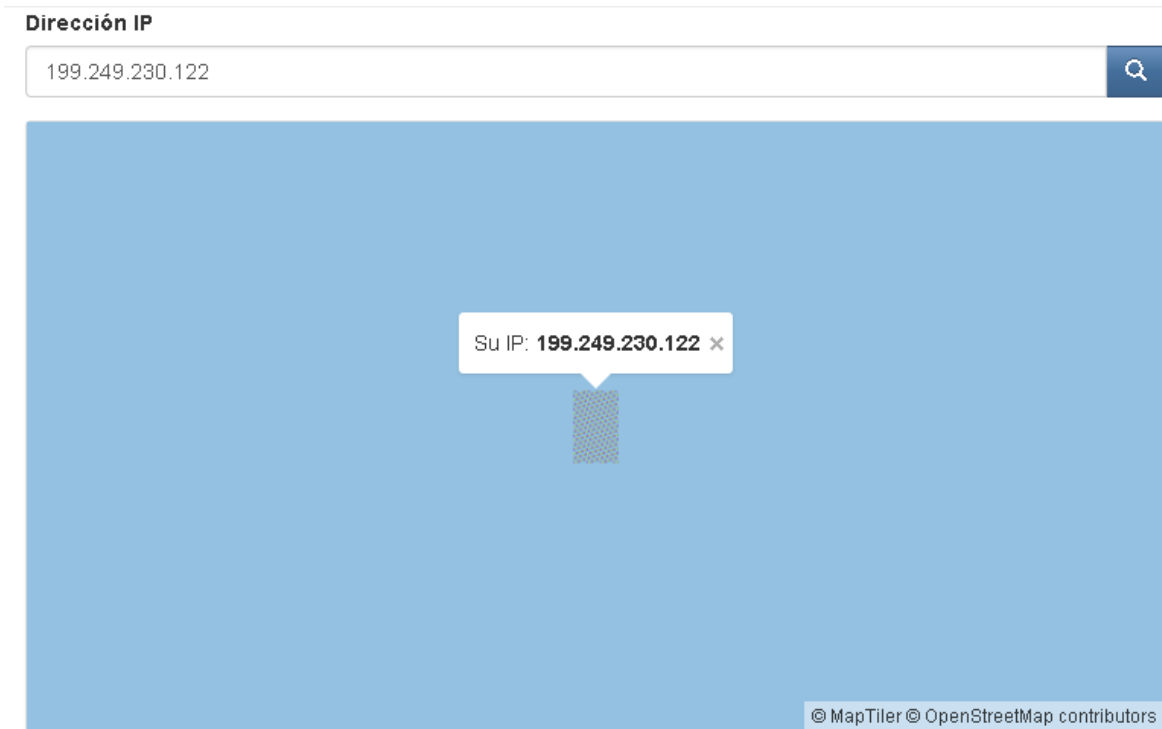 Dirección IP
199.249.230.122
Su IP: 199.249.230.122 ×
© MapTiler © OpenStreetMap contributors